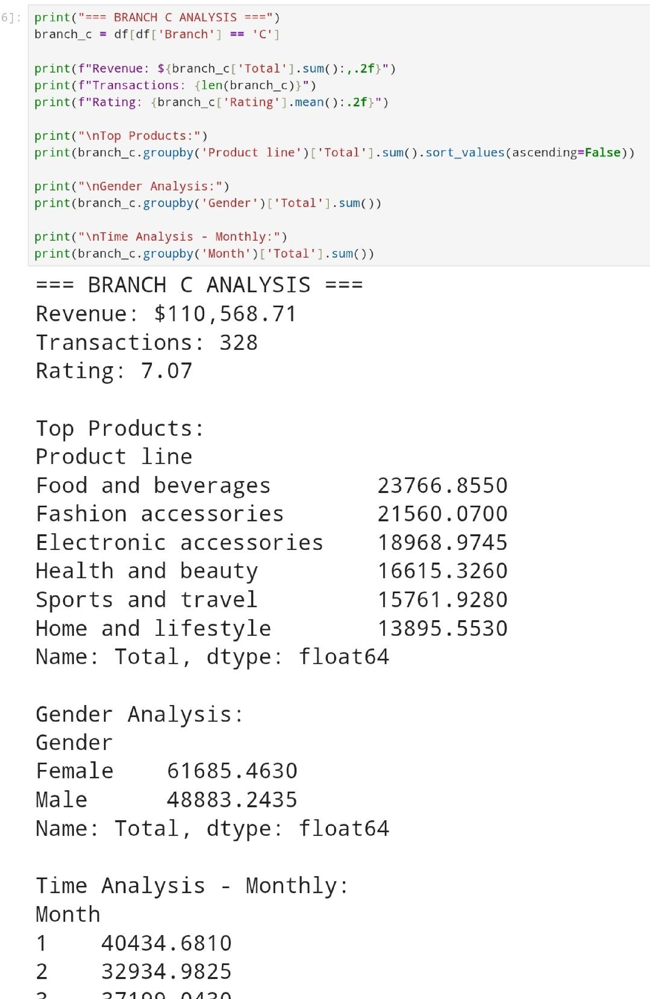 6]: print("=== BRANCH C ANALYSIS ===")
branch_c = df[df['Branch'] == 'C']
print(f"Revenue: ${branch_c['Total'].sum():,.2f}")
print(f"Transactions: {len(branch_c)}")
print(f"Rating: {branch_c['Rating'].mean():.2f}")
print("\nTop Products:")
print(branch_c.groupby('Product line')['Total'].sum().sort_values(ascending=False))
print("\nGender Analysis:")
print(branch_c.groupby('Gender')['Total'].sum())
print("\nTime Analysis - Monthly:")
print(branch_c.groupby('Month')['Total'].sum())
=== BRANCH C ANALYSIS ===
Revenue: $110,568.71
Transactions: 328
Rating: 7.07
Top Products:
Product line
Food and beverages 23766.8550
Fashion accessories 21560.0700
Electronic accessories 18968.9745
Health and beauty 16615.3260
Sports and travel 15761.9280
Home and lifestyle 13895.5530
Name: Total, dtype: float64
Gender Analysis:
Gender
Female 61685.4630
Male 48883.2435
Name: Total, dtype: float64
Time Analysis - Monthly:
Month
1 40434.6810
2 32934.9825
3 37199.0430